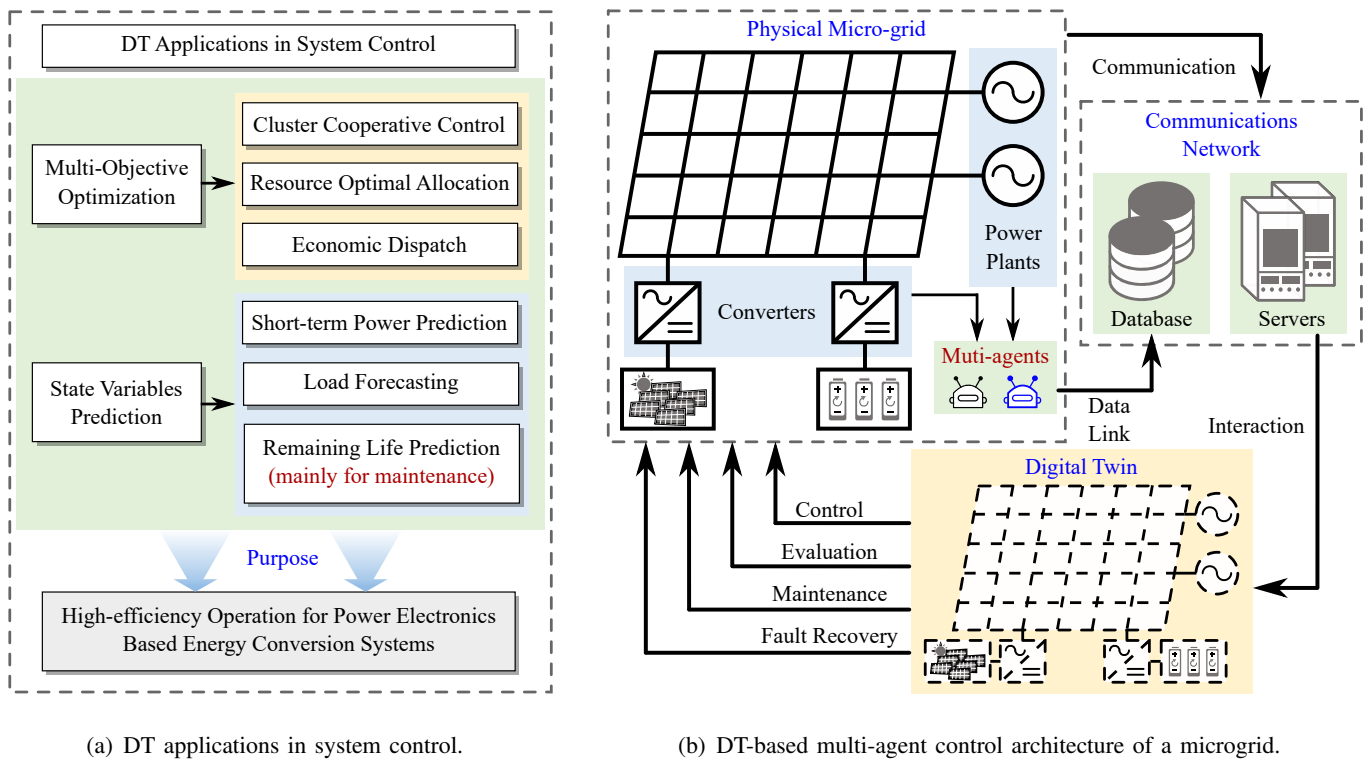 DT Applications in System Control
Multi-Objective
Optimization
Cluster Cooperative Control
Resource Optimal Allocation
Economic Dispatch
State Variables
Prediction
Short-term Power Prediction
Load Forecasting
Remaining Life Prediction
(mainly for maintenance)
Purpose
High-efficiency Operation for Power Electronics
Based Energy Conversion Systems
(a) DT applications in system control.
Physical Micro-grid
Power
Plants
Converters
Muti-agents
Communication
Communications
Network
Database
Servers
Data
Link
Interaction
Digital Twin
Control
Evaluation
Maintenance
Fault Recovery
(b) DT-based multi-agent control architecture of a microgrid.